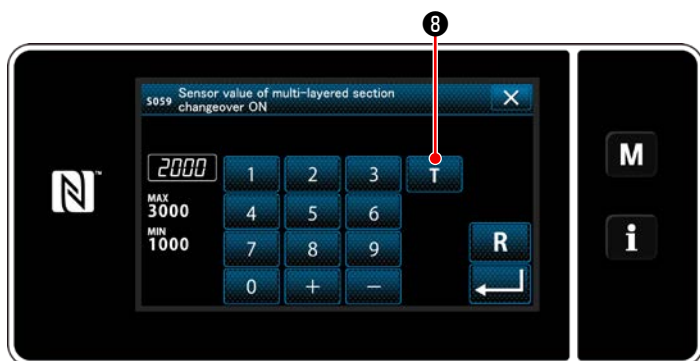 ❽
S059 Sensor value of multi-layered section
changeover ON
2000 1 2 3 T
MAX
3000 4 5 6
MIN
1000 7 8 9 R
0 + −
M
i
N